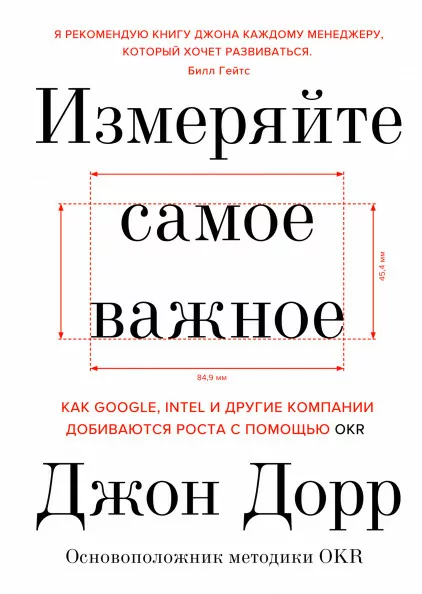 Я РЕКОМЕНДУЮ КНИГУ ДЖОНА КАЖДОМУ МЕНЕДЖЕРУ,
КОТОРЫЙ ХОЧЕТ РАЗВИВАТЬСЯ.
Билл Гейтс
Измеряйте
самое
45,4 мм
важное
84,9 мм
КАК GOOGLE, INTEL И ДРУГИЕ КОМПАНИИ
ДОБИВАЮТСЯ РОСТА С ПОМОЩЬЮ OKR
Джон Дорр
Основоположник методики OKR